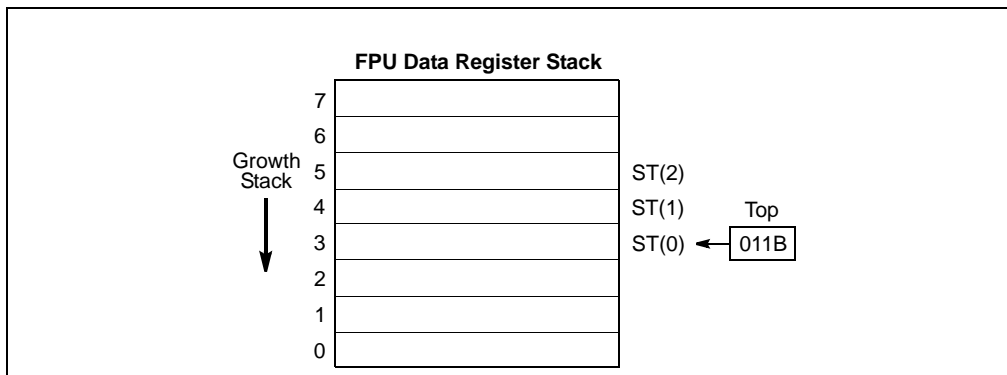 FPU Data Register Stack
7
6
Growth
Stack
5
ST(2)
4
ST(1)
Top
3
ST(0)
011B
2
1
0